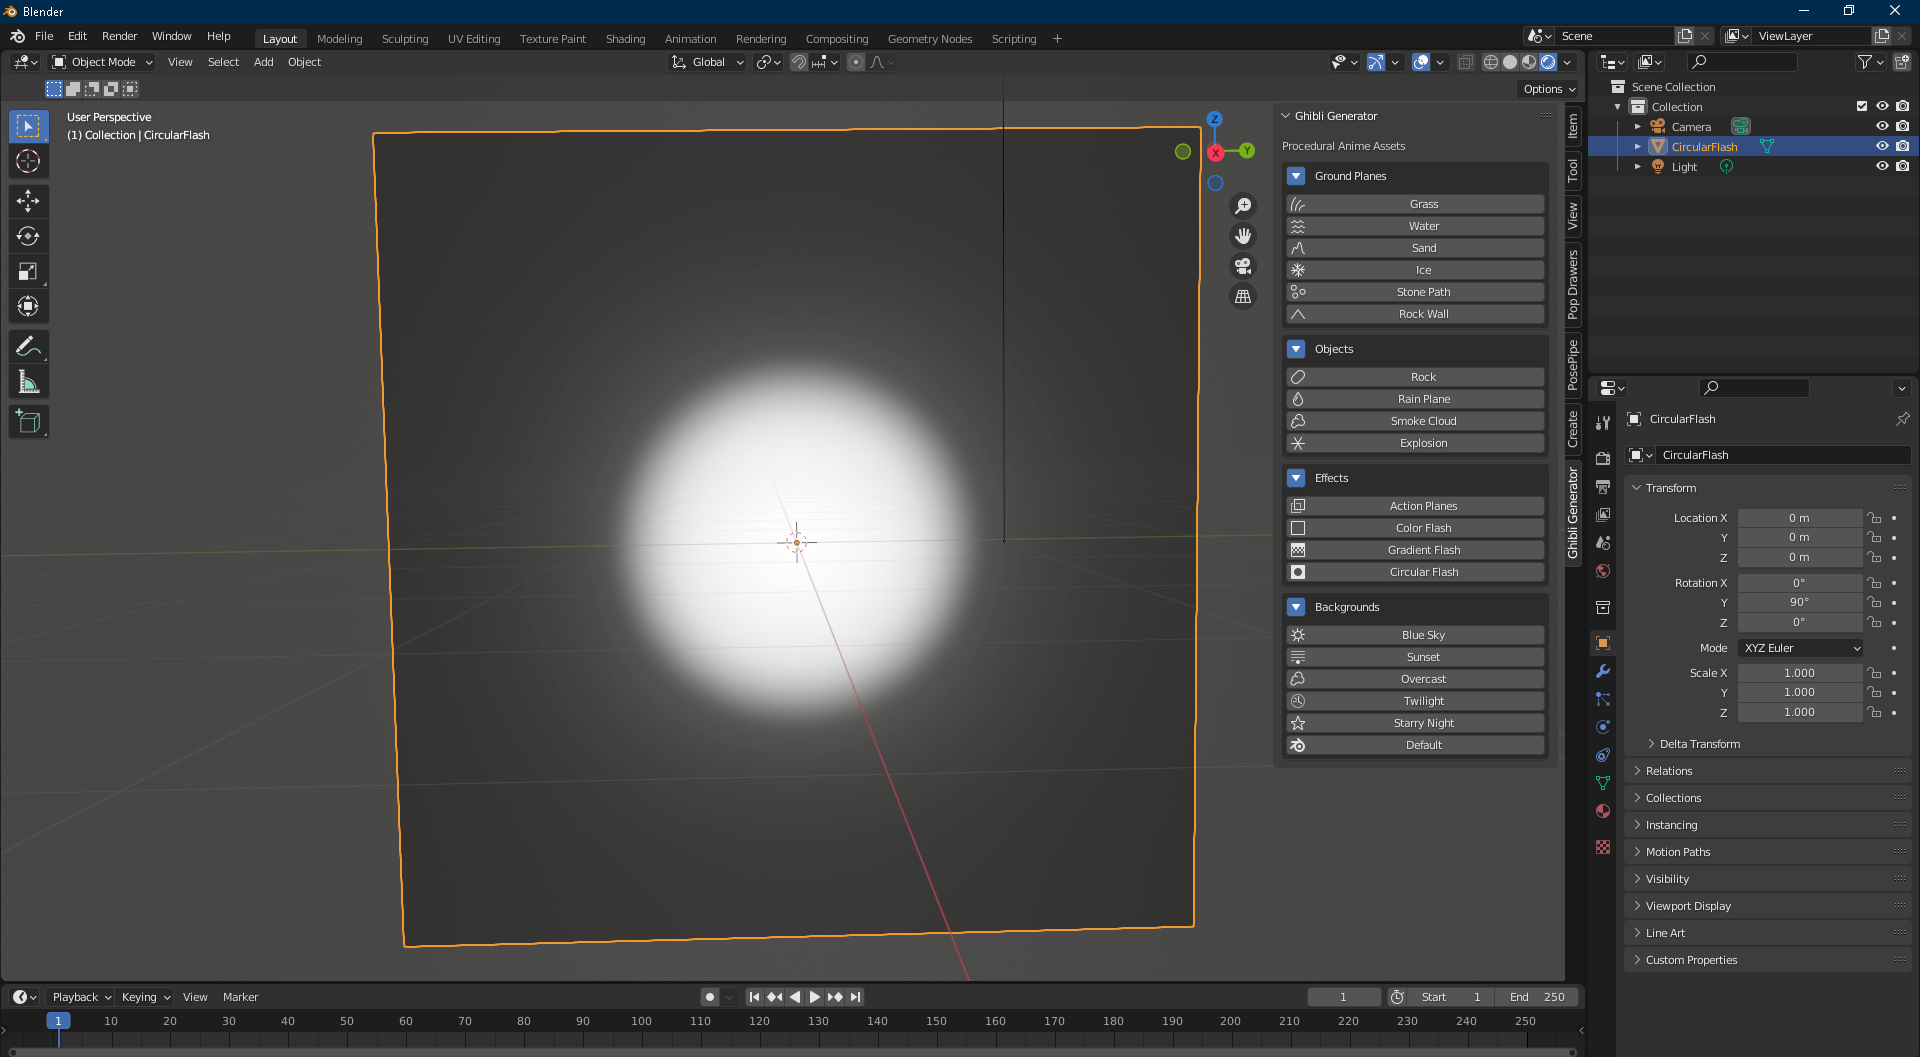 Blender
File Edit Render Window Help Layout Modeling Sculpting UV Editing Texture Paint Shading Animation Rendering Compositing Geometry Nodes Scripting + Scene ViewLayer
Object Mode View Select Add Object Global
Options
User Perspective
(1) Collection | CircularFlash
Z
X
Y
Ghibli Generator
Procedural Anime Assets
Ground Planes
Grass
Water
Sand
Ice
Stone Path
Rock Wall
Objects
Rock
Rain Plane
Smoke Cloud
Explosion
Effects
Action Planes
Color Flash
Gradient Flash
Circular Flash
Backgrounds
Blue Sky
Sunset
Overcast
Twilight
Starry Night
Default
Item
Tool
View
Pop Drawers
PosePipe
Create
Ghibli Generator
Scene Collection
Collection
Camera
CircularFlash
Light
CircularFlash
CircularFlash
Transform
Location X 0 m
Y 0 m
Z 0 m
Rotation X 0°
Y 90°
Z 0°
Mode XYZ Euler
Scale X 1.000
Y 1.000
Z 1.000
Delta Transform
Relations
Collections
Instancing
Motion Paths
Visibility
Viewport Display
Line Art
Custom Properties
Playback Keying View Marker 1 Start 1 End 250
1 10 20 30 40 50 60 70 80 90 100 110 120 130 140 150 160 170 180 190 200 210 220 230 240 250